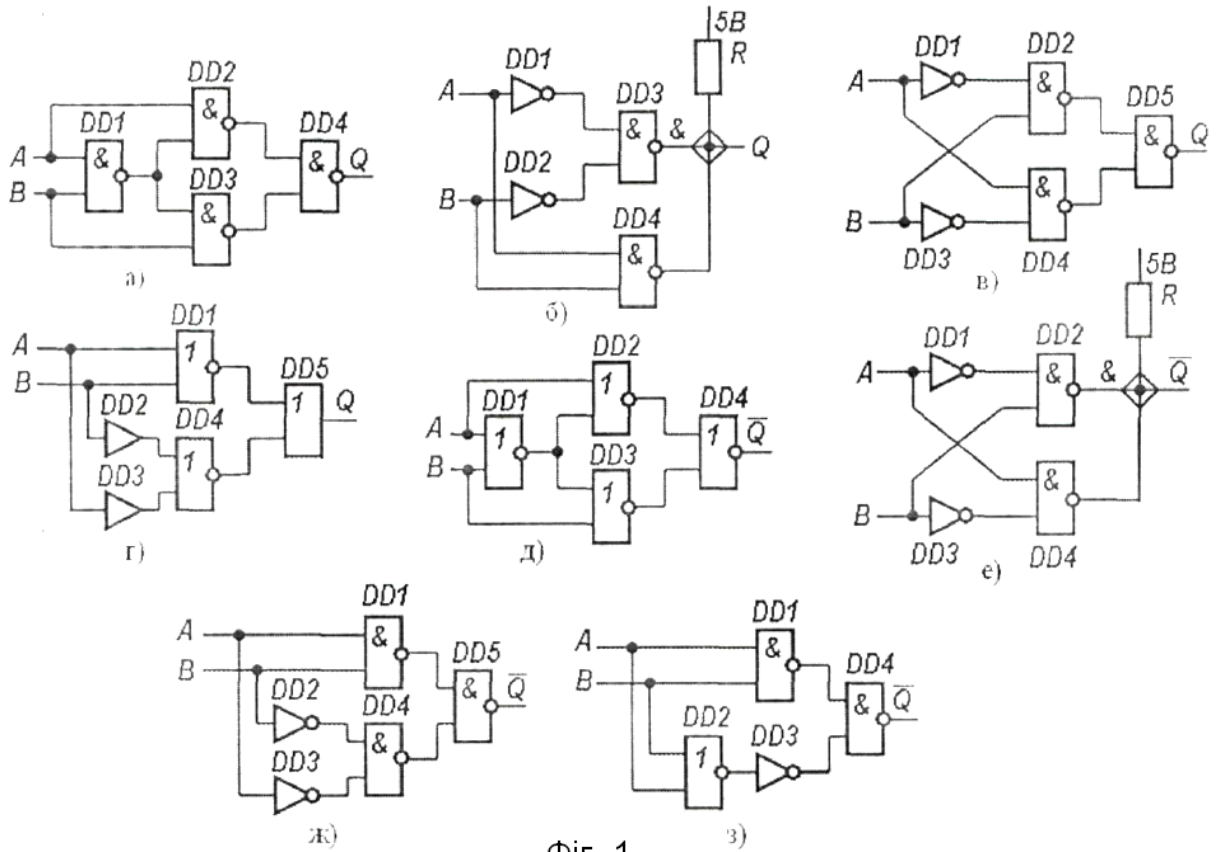 DD2
DD1
&
DD4
A
&
&
Q
B
DD3
&
а)
5В
R
DD1
A
DD3
&
&
Q
DD2
B
DD4
&
б)
DD1
DD2
A
&
DD5
&
Q
B
&
DD3
DD4
в)
DD1
A
1
B
DD5
1
Q
DD2
DD4
1
DD3
г)
DD2
1
DD1
DD4
A
1
1
Q̅
B
DD3
1
д)
5В
R
DD1
DD2
A
&
&
Q̅
B
&
DD3
DD4
е)
DD1
A
&
DD5
B
&
Q̅
DD2
DD4
&
DD3
ж)
DD1
A
&
DD4
B
&
Q̅
DD2
DD3
1
з)